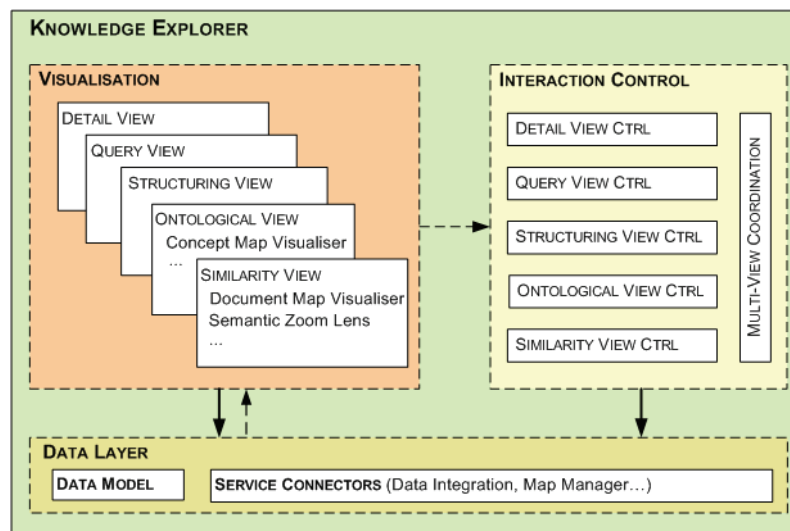 KNOWLEDGE EXPLORER
VISUALISATION
DETAIL VIEW
QUERY VIEW
STRUCTURING VIEW
ONTOLOGICAL VIEW
Concept Map Visualiser
...
SIMILARITY VIEW
Document Map Visualiser
Semantic Zoom Lens
...
INTERACTION CONTROL
DETAIL VIEW CTRL
QUERY VIEW CTRL
STRUCTURING VIEW CTRL
ONTOLOGICAL VIEW CTRL
SIMILARITY VIEW CTRL
MULTI-VIEW COORDINATION
DATA LAYER
DATA MODEL
SERVICE CONNECTORS (Data Integration, Map Manager...)